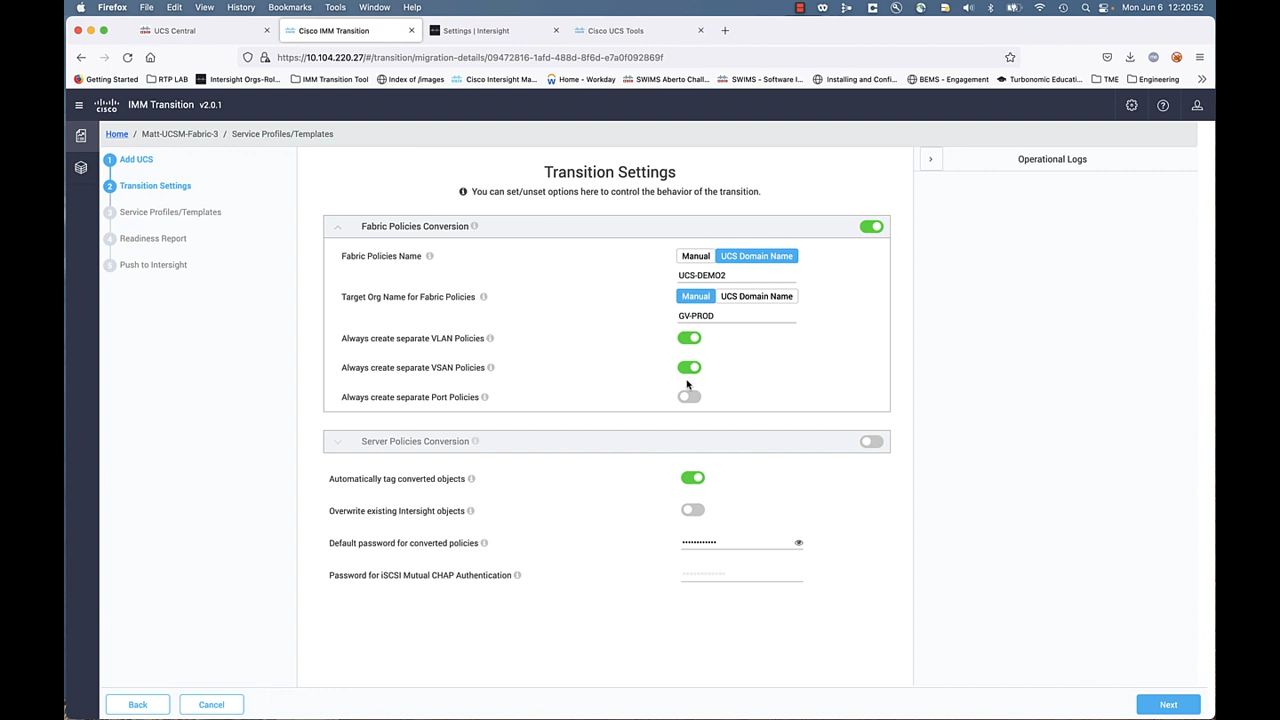 Firefox File Edit View History Bookmarks Tools Window Help Mon Jun 6 12:20:52
UCS Central Cisco IMM Transition Settings | Intersight Cisco UCS Tools
https://10.104.220.27/#/transition/migration-details/09472816-1afd-488d-8f6d-e7a0f092869f
Getting Started RTP LAB Intersight Orgs-Rol... IMM Transition Tool Index of /images Cisco Intersight Ma... Home - Workday SWIMS Aberto Chall... SWIMS - Software I... Installing and Confi... BEMS - Engagement Turbonomic Educati... TME Engineering
cisco IMM Transition v2.0.1
Home / Matt-UCSM-Fabric-3 / Service Profiles/Templates
1 Add UCS
2 Transition Settings
3 Service Profiles/Templates
4 Readiness Report
5 Push to Intersight
Transition Settings
You can set/unset options here to control the behavior of the transition.
Fabric Policies Conversion
Fabric Policies Name Manual UCS Domain Name
UCS-DEMO2
Target Org Name for Fabric Policies Manual UCS Domain Name
GV-PROD
Always create separate VLAN Policies
Always create separate VSAN Policies
Always create separate Port Policies
Server Policies Conversion
Automatically tag converted objects
Overwrite existing Intersight objects
Default password for converted policies
Password for iSCSI Mutual CHAP Authentication
Operational Logs
Back Cancel Next